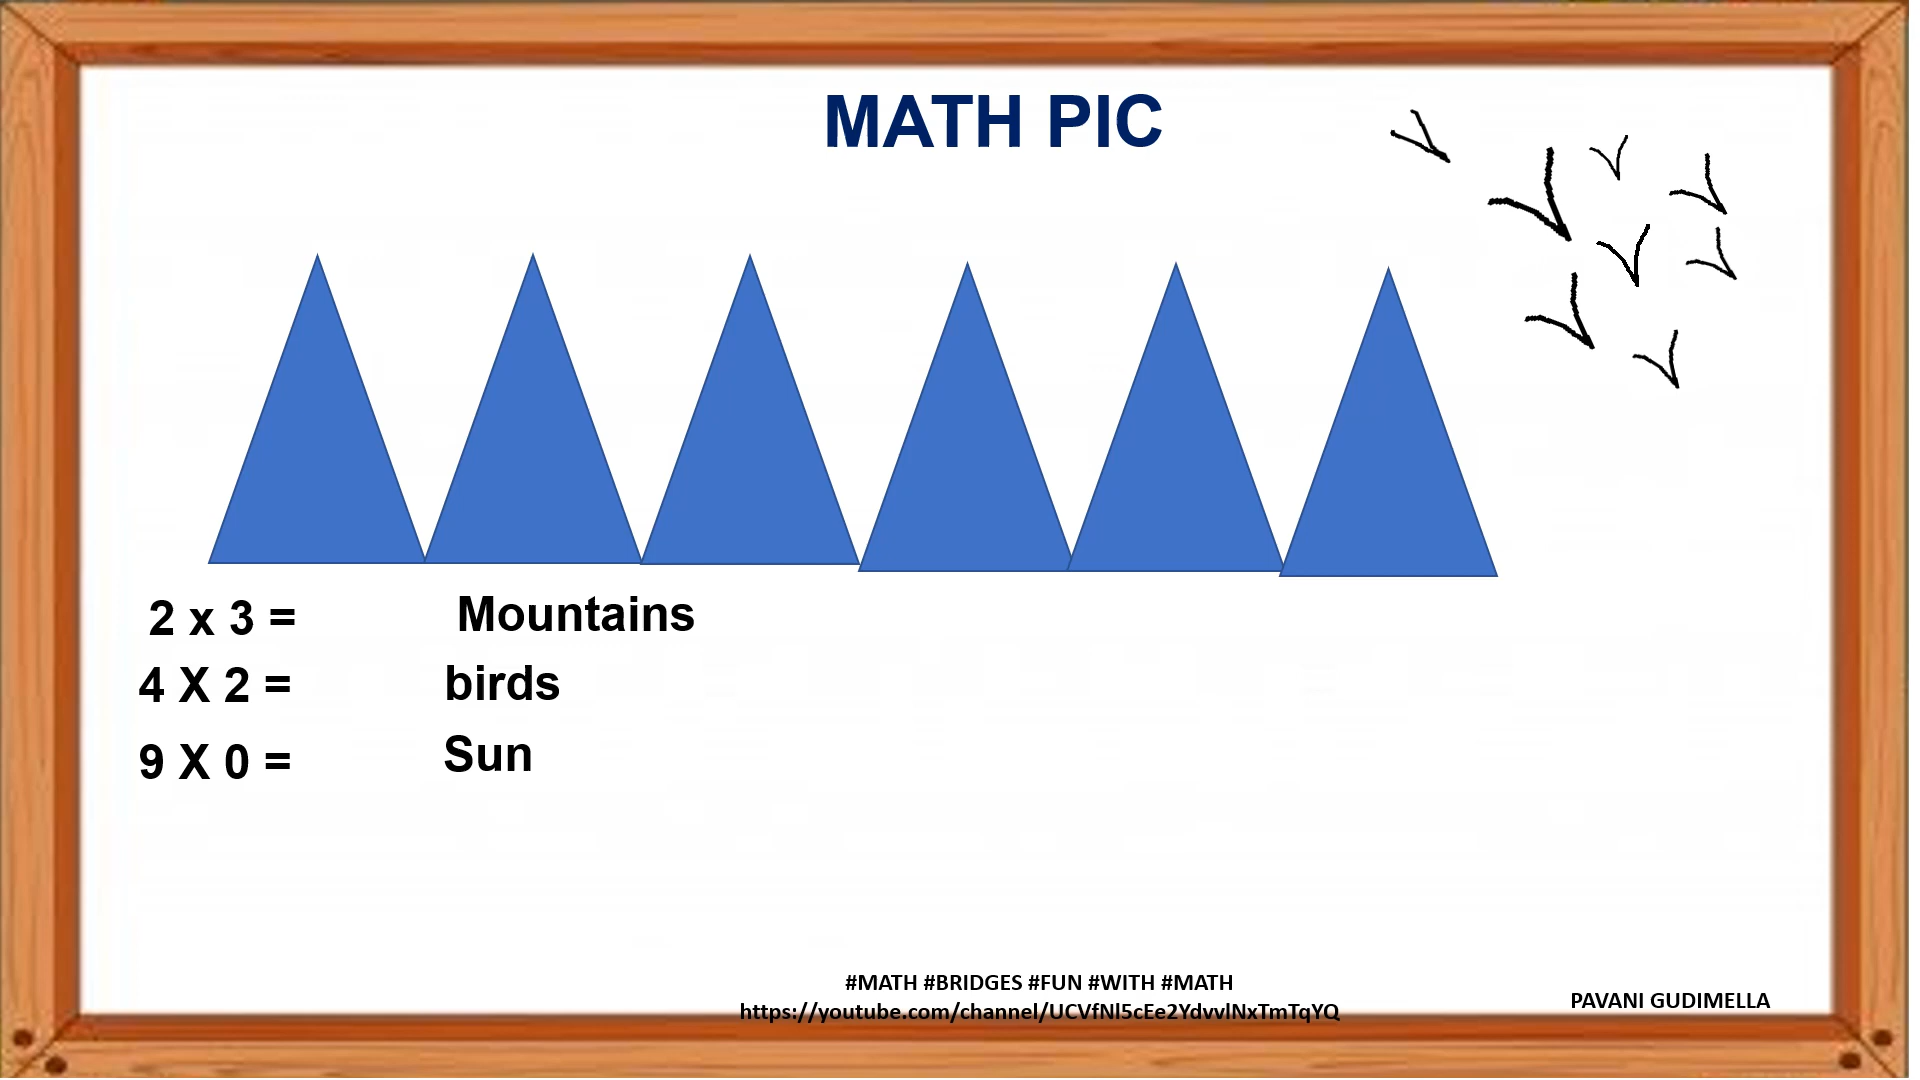 MATH PIC
2 x 3 = Mountains
4 X 2 = birds
9 X 0 = Sun
#MATH #BRIDGES #FUN #WITH #MATH
https://youtube.com/channel/UCVfNl5cEe2YdvvlNxTmTqYQ
PAVANI GUDIMELLA